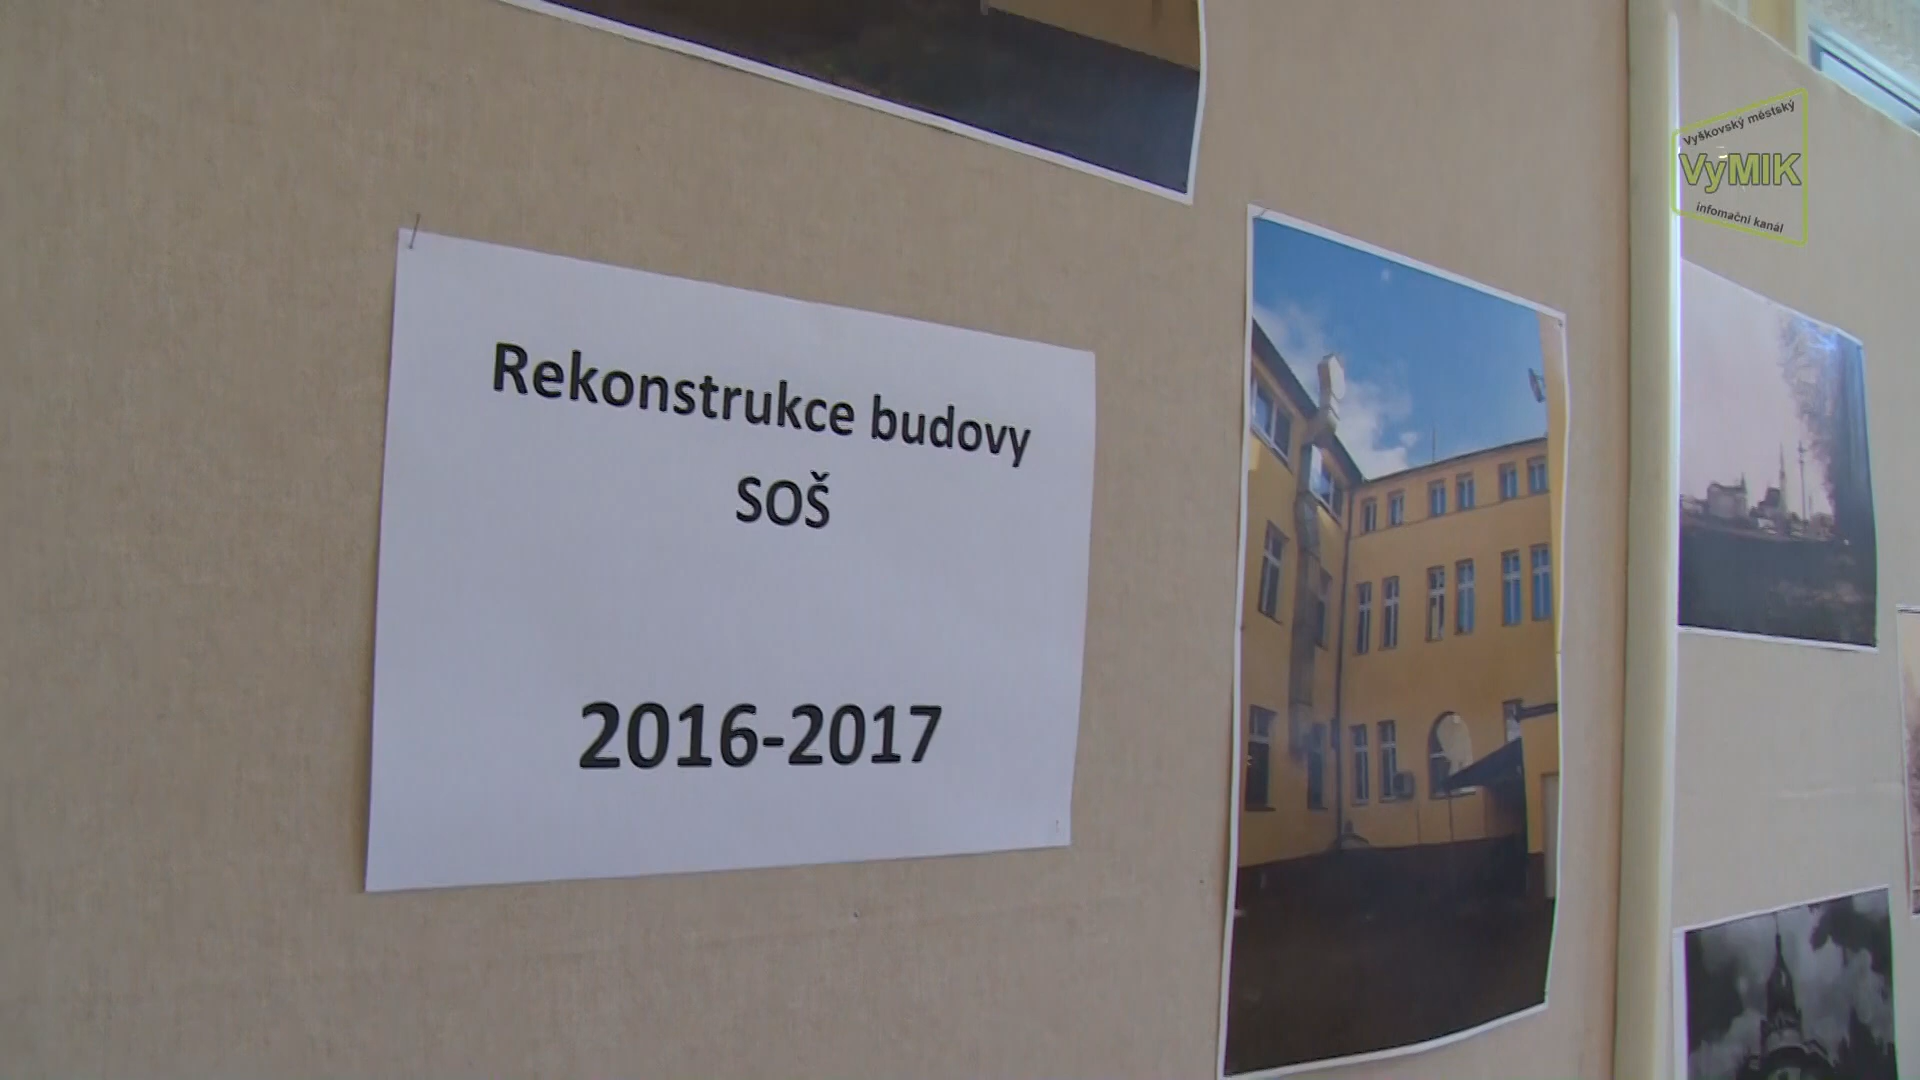 Rekonstrukce budovy
SOŠ
2016-2017
Vyškovský městský
VyMIK
infomační kanál